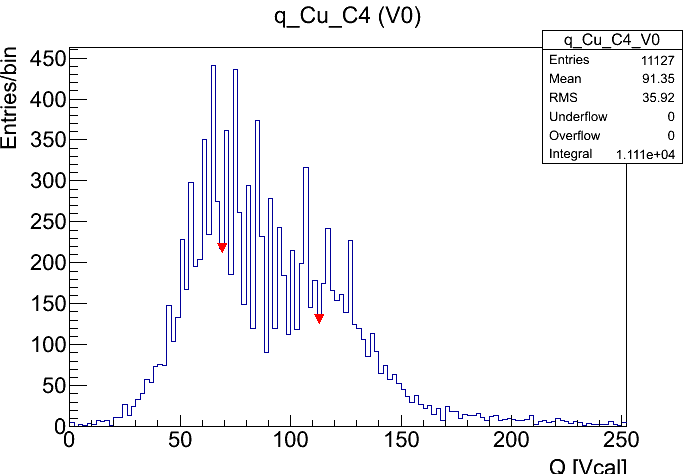 q_Cu_C4 (V0)
q_Cu_C4_V0
Entries 11127
Mean 91.35
RMS 35.92
Underflow 0
Overflow 0
Integral 1.111e+04
Entries/bin
450
400
350
300
250
200
150
100
50
0
0 50 100 150 200 250
Q [Vcal]